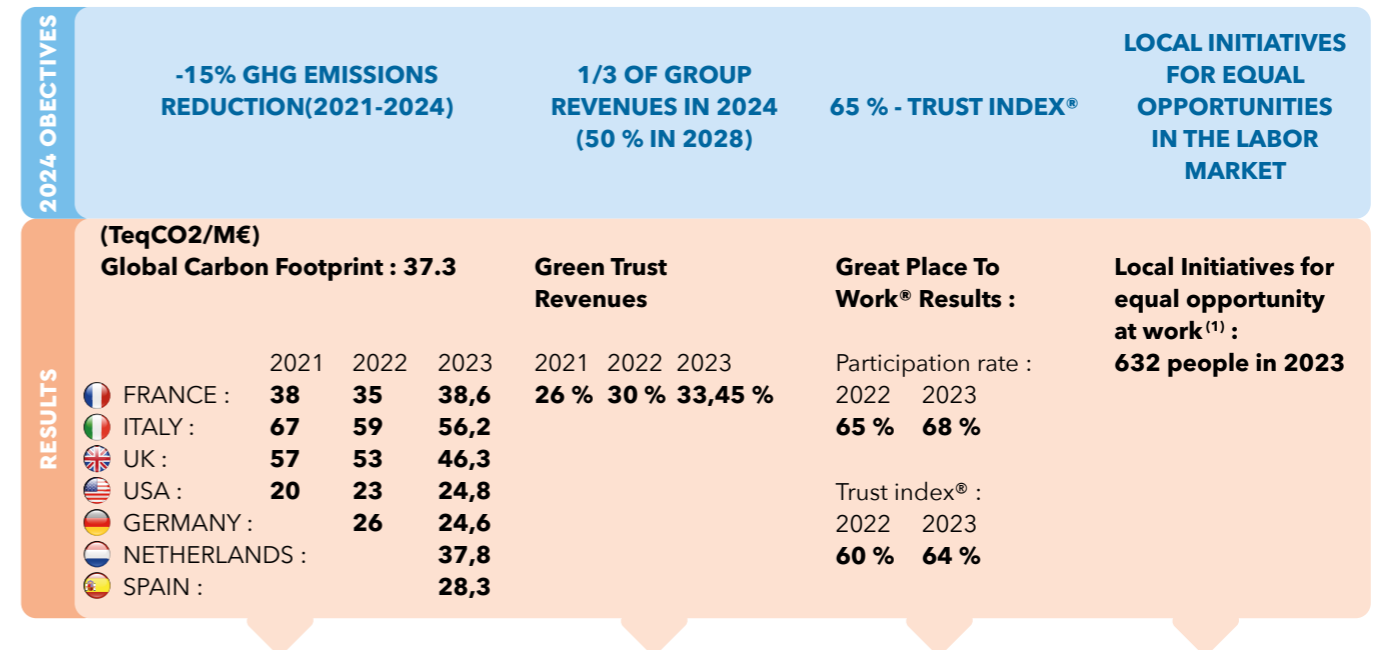 2024 OBECTIVES
-15% GHG EMISSIONS
REDUCTION(2021-2024)
1/3 OF GROUP
REVENUES IN 2024
(50 % IN 2028)
65 % - TRUST INDEX®
LOCAL INITIATIVES
FOR EQUAL
OPPORTUNITIES
IN THE LABOR
MARKET
RESULTS
(TeqCO2/M€)
Global Carbon Footprint : 37.3
2021 2022 2023
FRANCE : 38 35 38,6
ITALY : 67 59 56,2
UK : 57 53 46,3
USA : 20 23 24,8
GERMANY : 26 24,6
NETHERLANDS : 37,8
SPAIN : 28,3
Green Trust
Revenues
2021 2022 2023
26 % 30 % 33,45 %
Great Place To
Work® Results :
Participation rate :
2022 2023
65 % 68 %
Trust index® :
2022 2023
60 % 64 %
Local Initiatives for
equal opportunity
at work (1) :
632 people in 2023